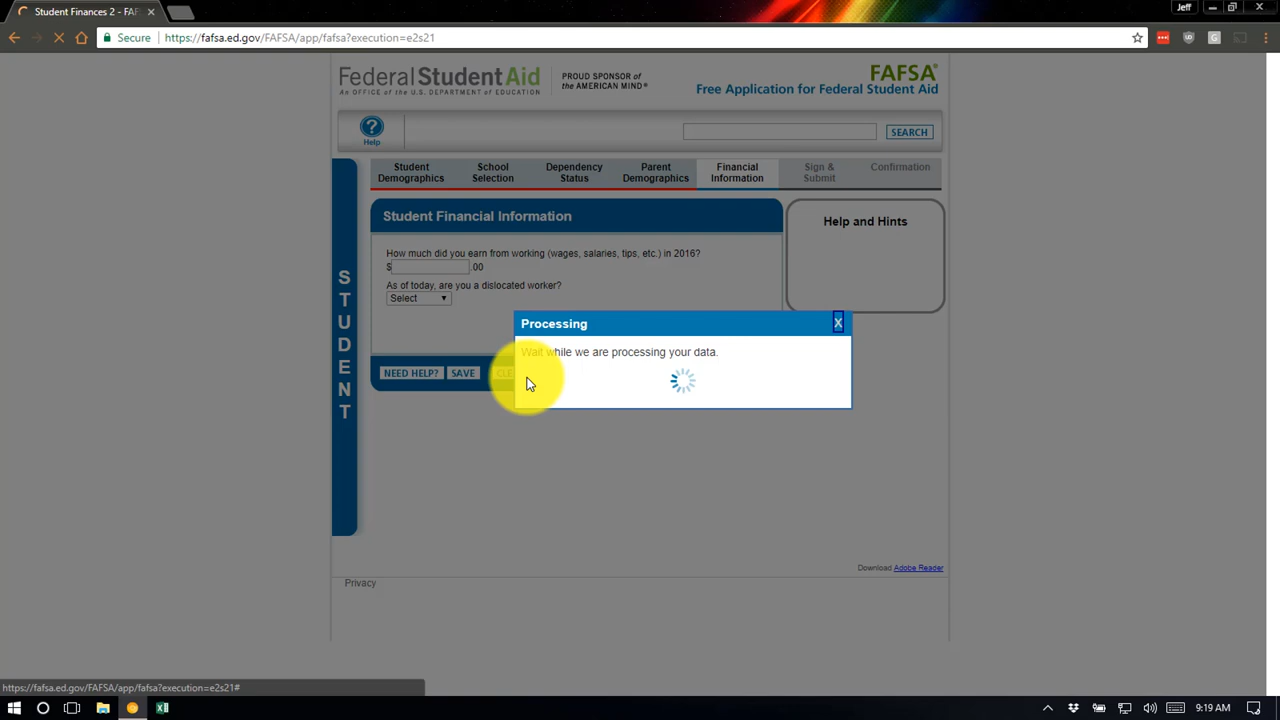 Student Finances 2 - FAF
Jeff
Secure
https://fafsa.ed.gov/FAFSA/app/fafsa?execution=e2s21
Federal Student Aid
An OFFICE of the U.S. DEPARTMENT of EDUCATION
PROUD SPONSOR of
the AMERICAN MIND®
FAFSA®
Free Application for Federal Student Aid
?
Help
SEARCH
Student
Demographics
School
Selection
Dependency
Status
Parent
Demographics
Financial
Information
Sign &
Submit
Confirmation
STUDENT
Student Financial Information
Help and Hints
How much did you earn from working (wages, salaries, tips, etc.) in 2016?
$ .00
As of today, are you a dislocated worker?
Select
Processing X
Wait while we are processing your data.
NEED HELP? SAVE CLE
Download Adobe Reader
Privacy
https://fafsa.ed.gov/FAFSA/app/fafsa?execution=e2s21#
9:19 AM